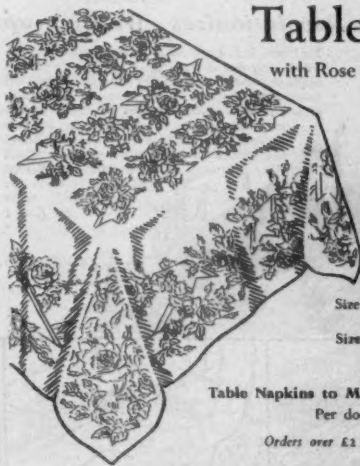 Table
with Rose
Size
Size
Table Napkins to M
Per do
Orders over £1